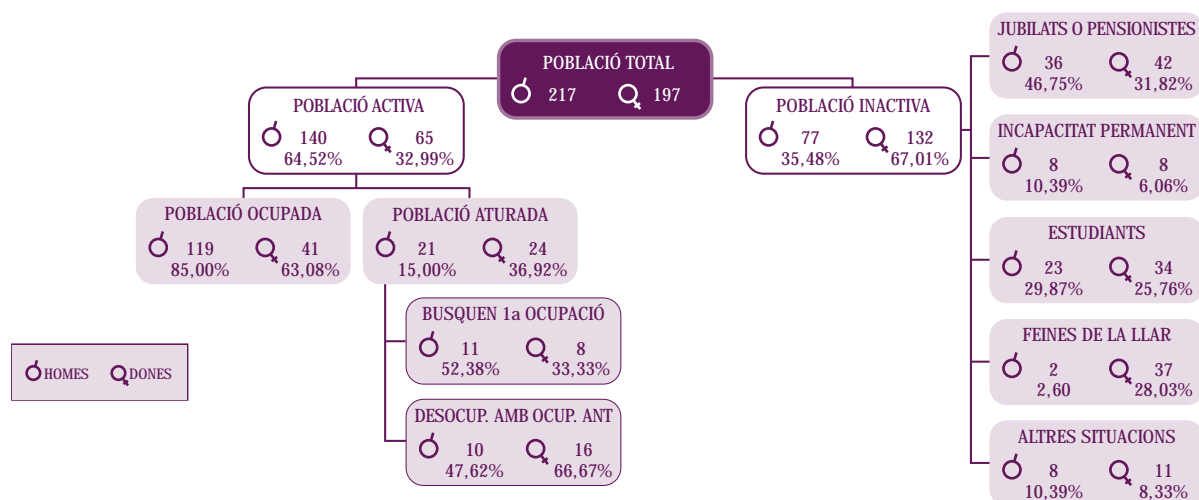 POBLACIÓ TOTAL
217 197
POBLACIÓ ACTIVA
140 65
64,52% 32,99%
POBLACIÓ OCUPADA
119 41
85,00% 63,08%
POBLACIÓ ATURADA
21 24
15,00% 36,92%
BUSQUEN 1a OCUPACIÓ
11 8
52,38% 33,33%
DESOCUP. AMB OCUP. ANT
10 16
47,62% 66,67%
POBLACIÓ INACTIVA
77 132
35,48% 67,01%
JUBILATS O PENSIONISTES
36 42
46,75% 31,82%
INCAPACITAT PERMANENT
8 8
10,39% 6,06%
ESTUDIANTS
23 34
29,87% 25,76%
FEINES DE LA LLAR
2 37
2,60 28,03%
ALTRES SITUACIONS
8 11
10,39% 8,33%
HOMES DONES